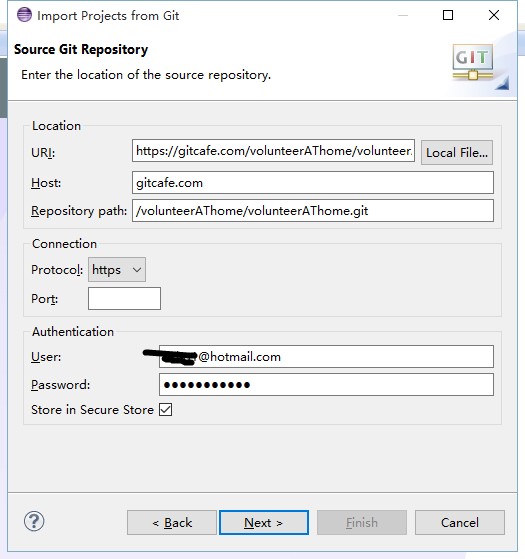 Import Projects from Git
Source Git Repository
Enter the location of the source repository.
GIT
Location
URI: https://gitcafe.com/volunteerAThome/volunteer. Local File...
Host: gitcafe.com
Repository path: /volunteerAThome/volunteerAThome.git
Connection
Protocol: https
Port:
Authentication
User: @hotmail.com
Password: ●●●●●●●●●●●
Store in Secure Store
? < Back Next > Finish Cancel